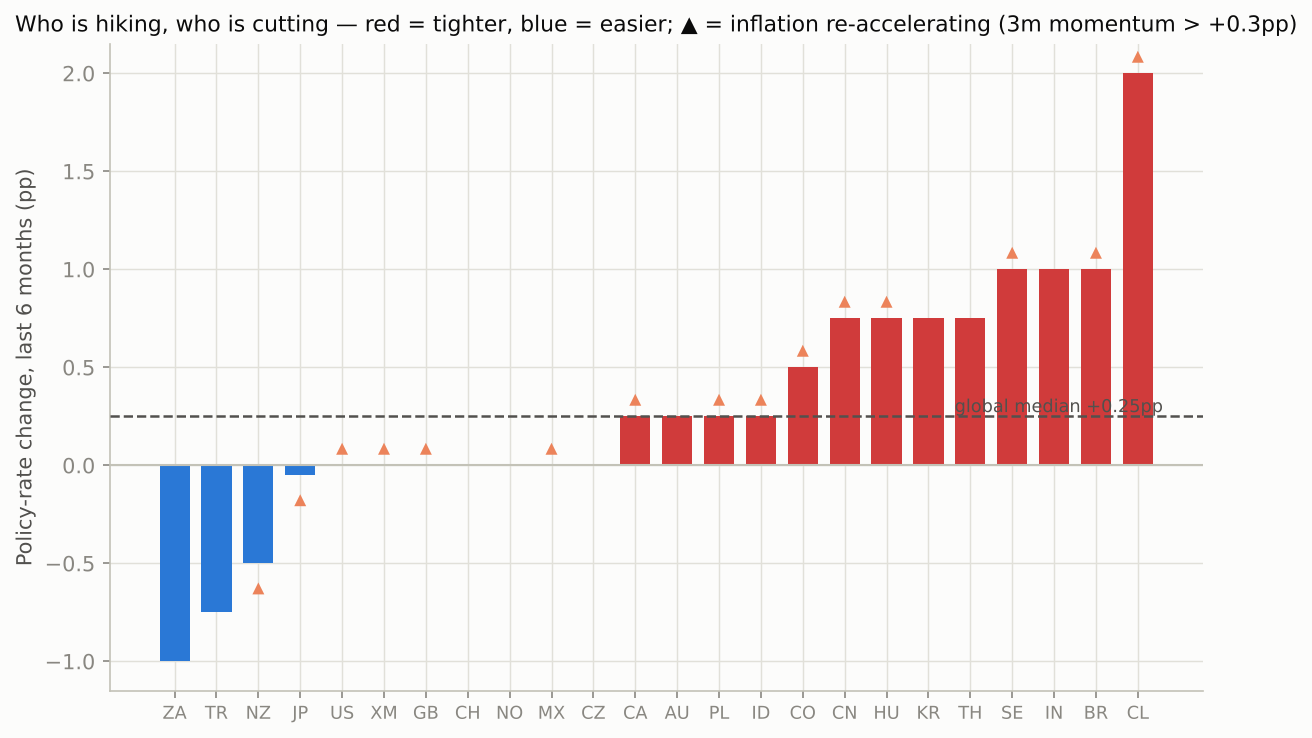 Who is hiking, who is cutting — red = tighter, blue = easier; ▲ = inflation re-accelerating (3m momentum > +0.3pp)
Policy-rate change, last 6 months (pp)
2.0
1.5
1.0
0.5
0.0
−0.5
−1.0
global median +0.25pp
ZA TR NZ JP US XM GB CH NO MX CZ CA AU PL ID CO CN HU KR TH SE IN BR CL